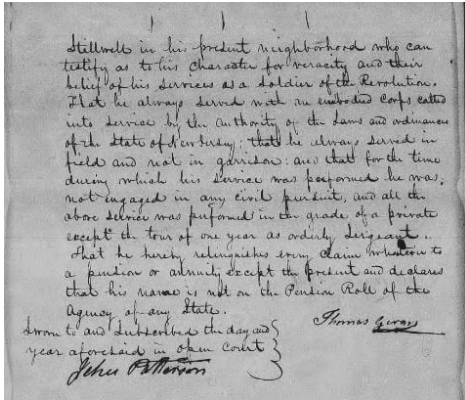 Stillwell in his present neighborhood who can
testify as to his character for veracity and their
belief of his services as a Soldier of the Revolution.
That he always served with an embodied Corps called
into service by the Authority of the Laws and ordinances
of the State of New Jersey; that he always served in
field and not in garrison: and that for the time
during which his service was performed he was
not engaged in any civil pursuit, and all the
above service was performed in the grade of a private
except the tour of one year as orderly Sergeant.
That he hereby relinquishes every claim whatever to
a pension or annuity except the present and declares
that his name is not on the Pension Roll of the
Agency of any State.
Sworn to and Subscribed the day and
year aforesaid in open Court
Thomas
Patterson